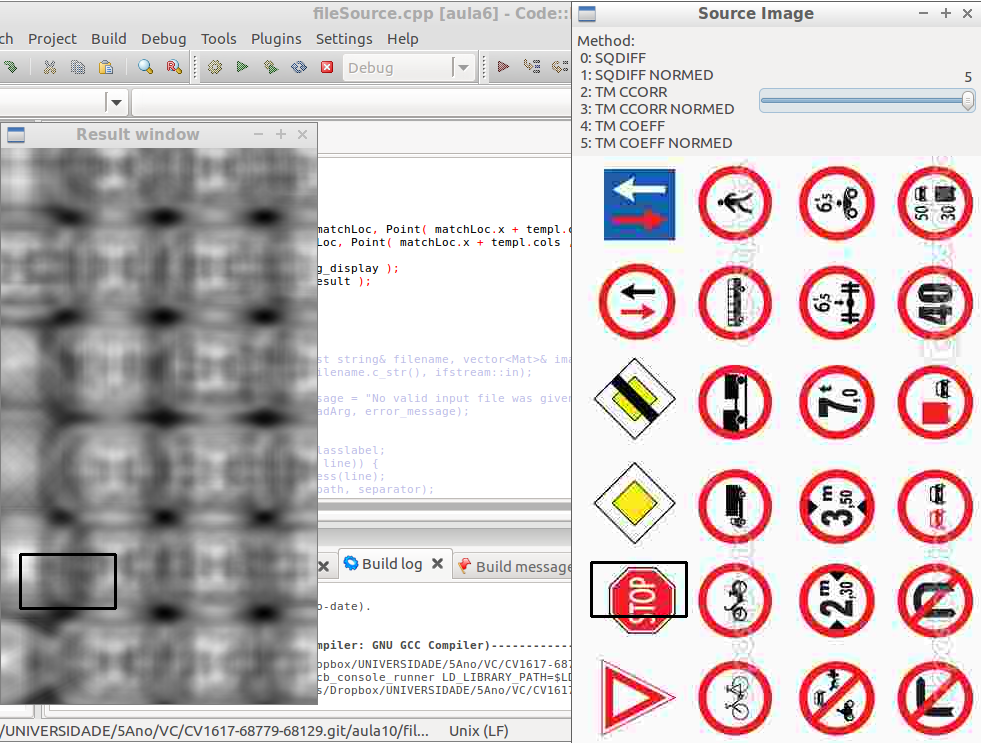 fileSource.cpp [aula6] - Code::
ch Project Build Debug Tools Plugins Settings Help
Debug
Result window
matchLoc, Point( matchLoc.x + templ.c
Loc, Point( matchLoc.x + templ.cols ,
g_display );
esult );
st string& filename, vector<Mat>& ima
ilename.c_str(), ifstream::in);
sage = "No valid input file was given
adArg, error_message);
lasslabel;
line)) {
ess(line);
path, separator);
Build log
Build message
o-date).
mpiler: GNU GCC Compiler)-----------
opbox/UNIVERSIDADE/5Ano/VC/CV1617-687
cb_console_runner LD_LIBRARY_PATH=$LD
s/Dropbox/UNIVERSIDADE/5Ano/VC/CV1617
/UNIVERSIDADE/5Ano/VC/CV1617-68779-68129.git/aula10/fil... Unix (LF)
Source Image
Method:
0: SQDIFF
1: SQDIFF NORMED
2: TM CCORR
3: TM CCORR NORMED
4: TM COEFF
5: TM COEFF NORMED
5
6,5
50
30
6,5
40
7,0 t
3,50 m
STOP
2,30 m